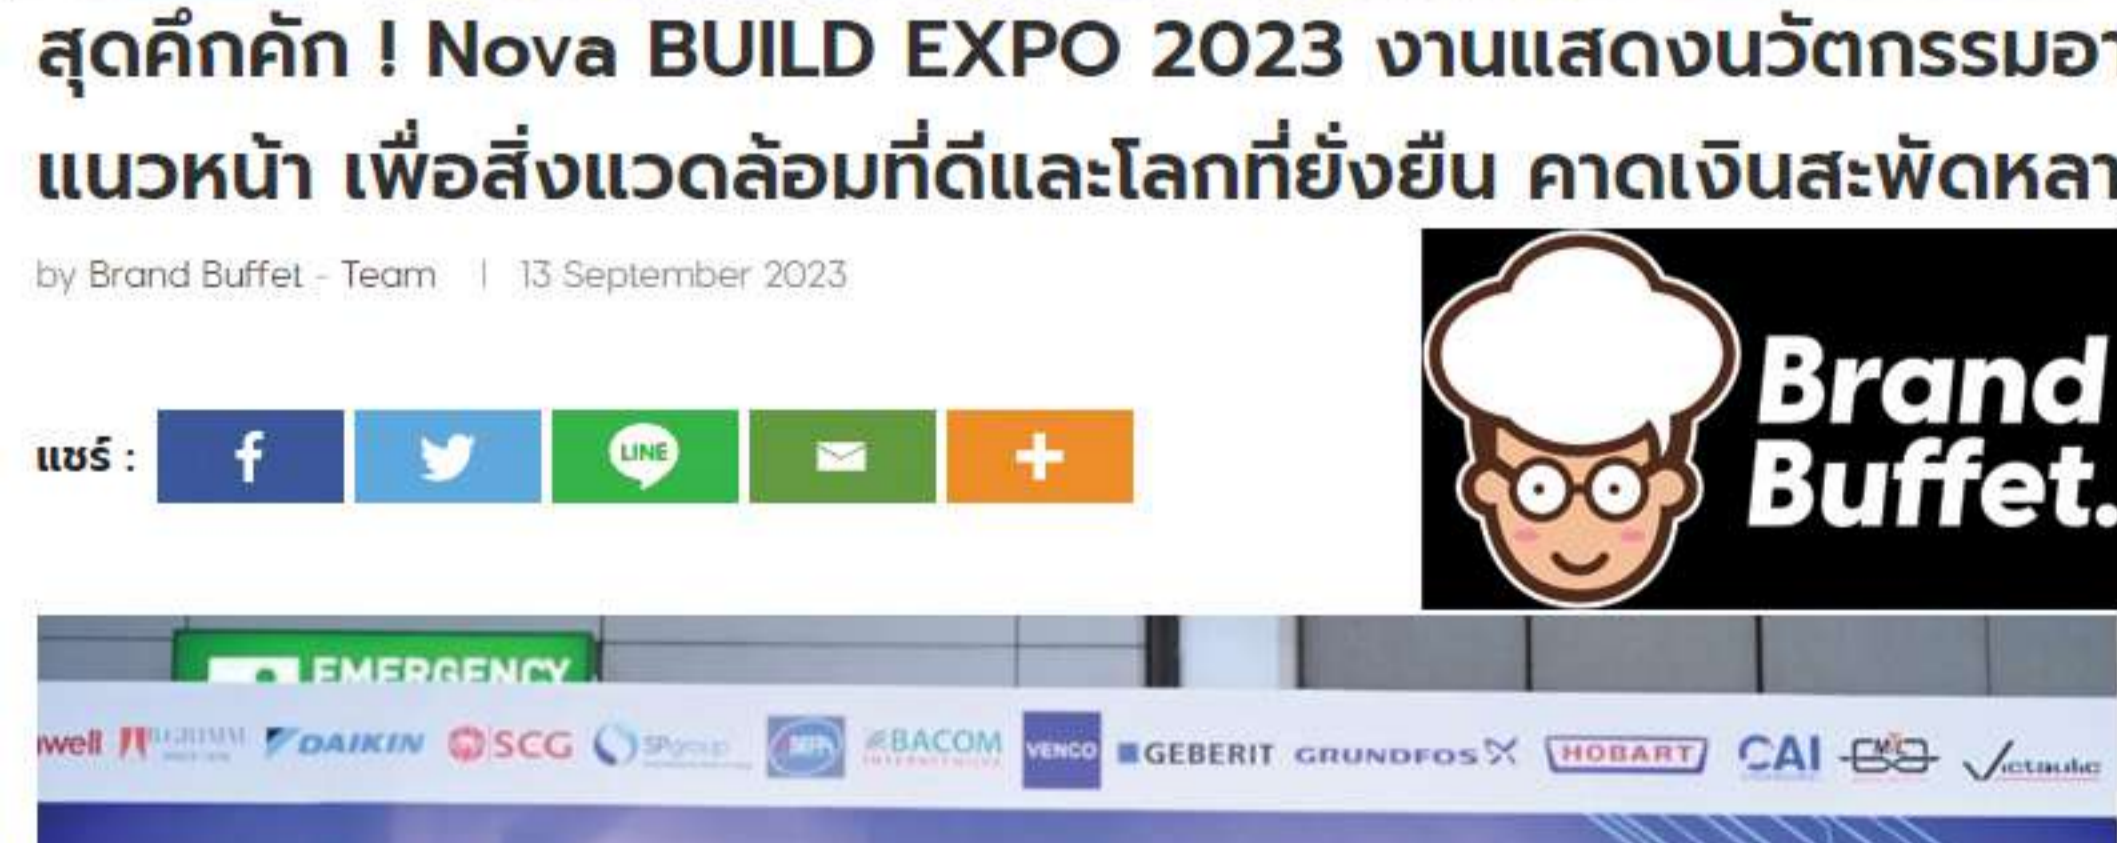 สุดคึกคัก ! Nova BUILD EXPO 2023 งานแสดงนวัตกรรมอา
แนวหน้า เพื่อสิ่งแวดล้อมที่ดีและโลกที่ยั่งยืน คาดเงินสะพัดหลา
by Brand Buffet - Team | 13 September 2023
แชร์ :
LINE
Brand
Buffet.
EMERGENCY
well DAIKIN SCG SPgroup BACOM VENCO GEBERIT GRUNDFOS HOBART CAI Victaulic